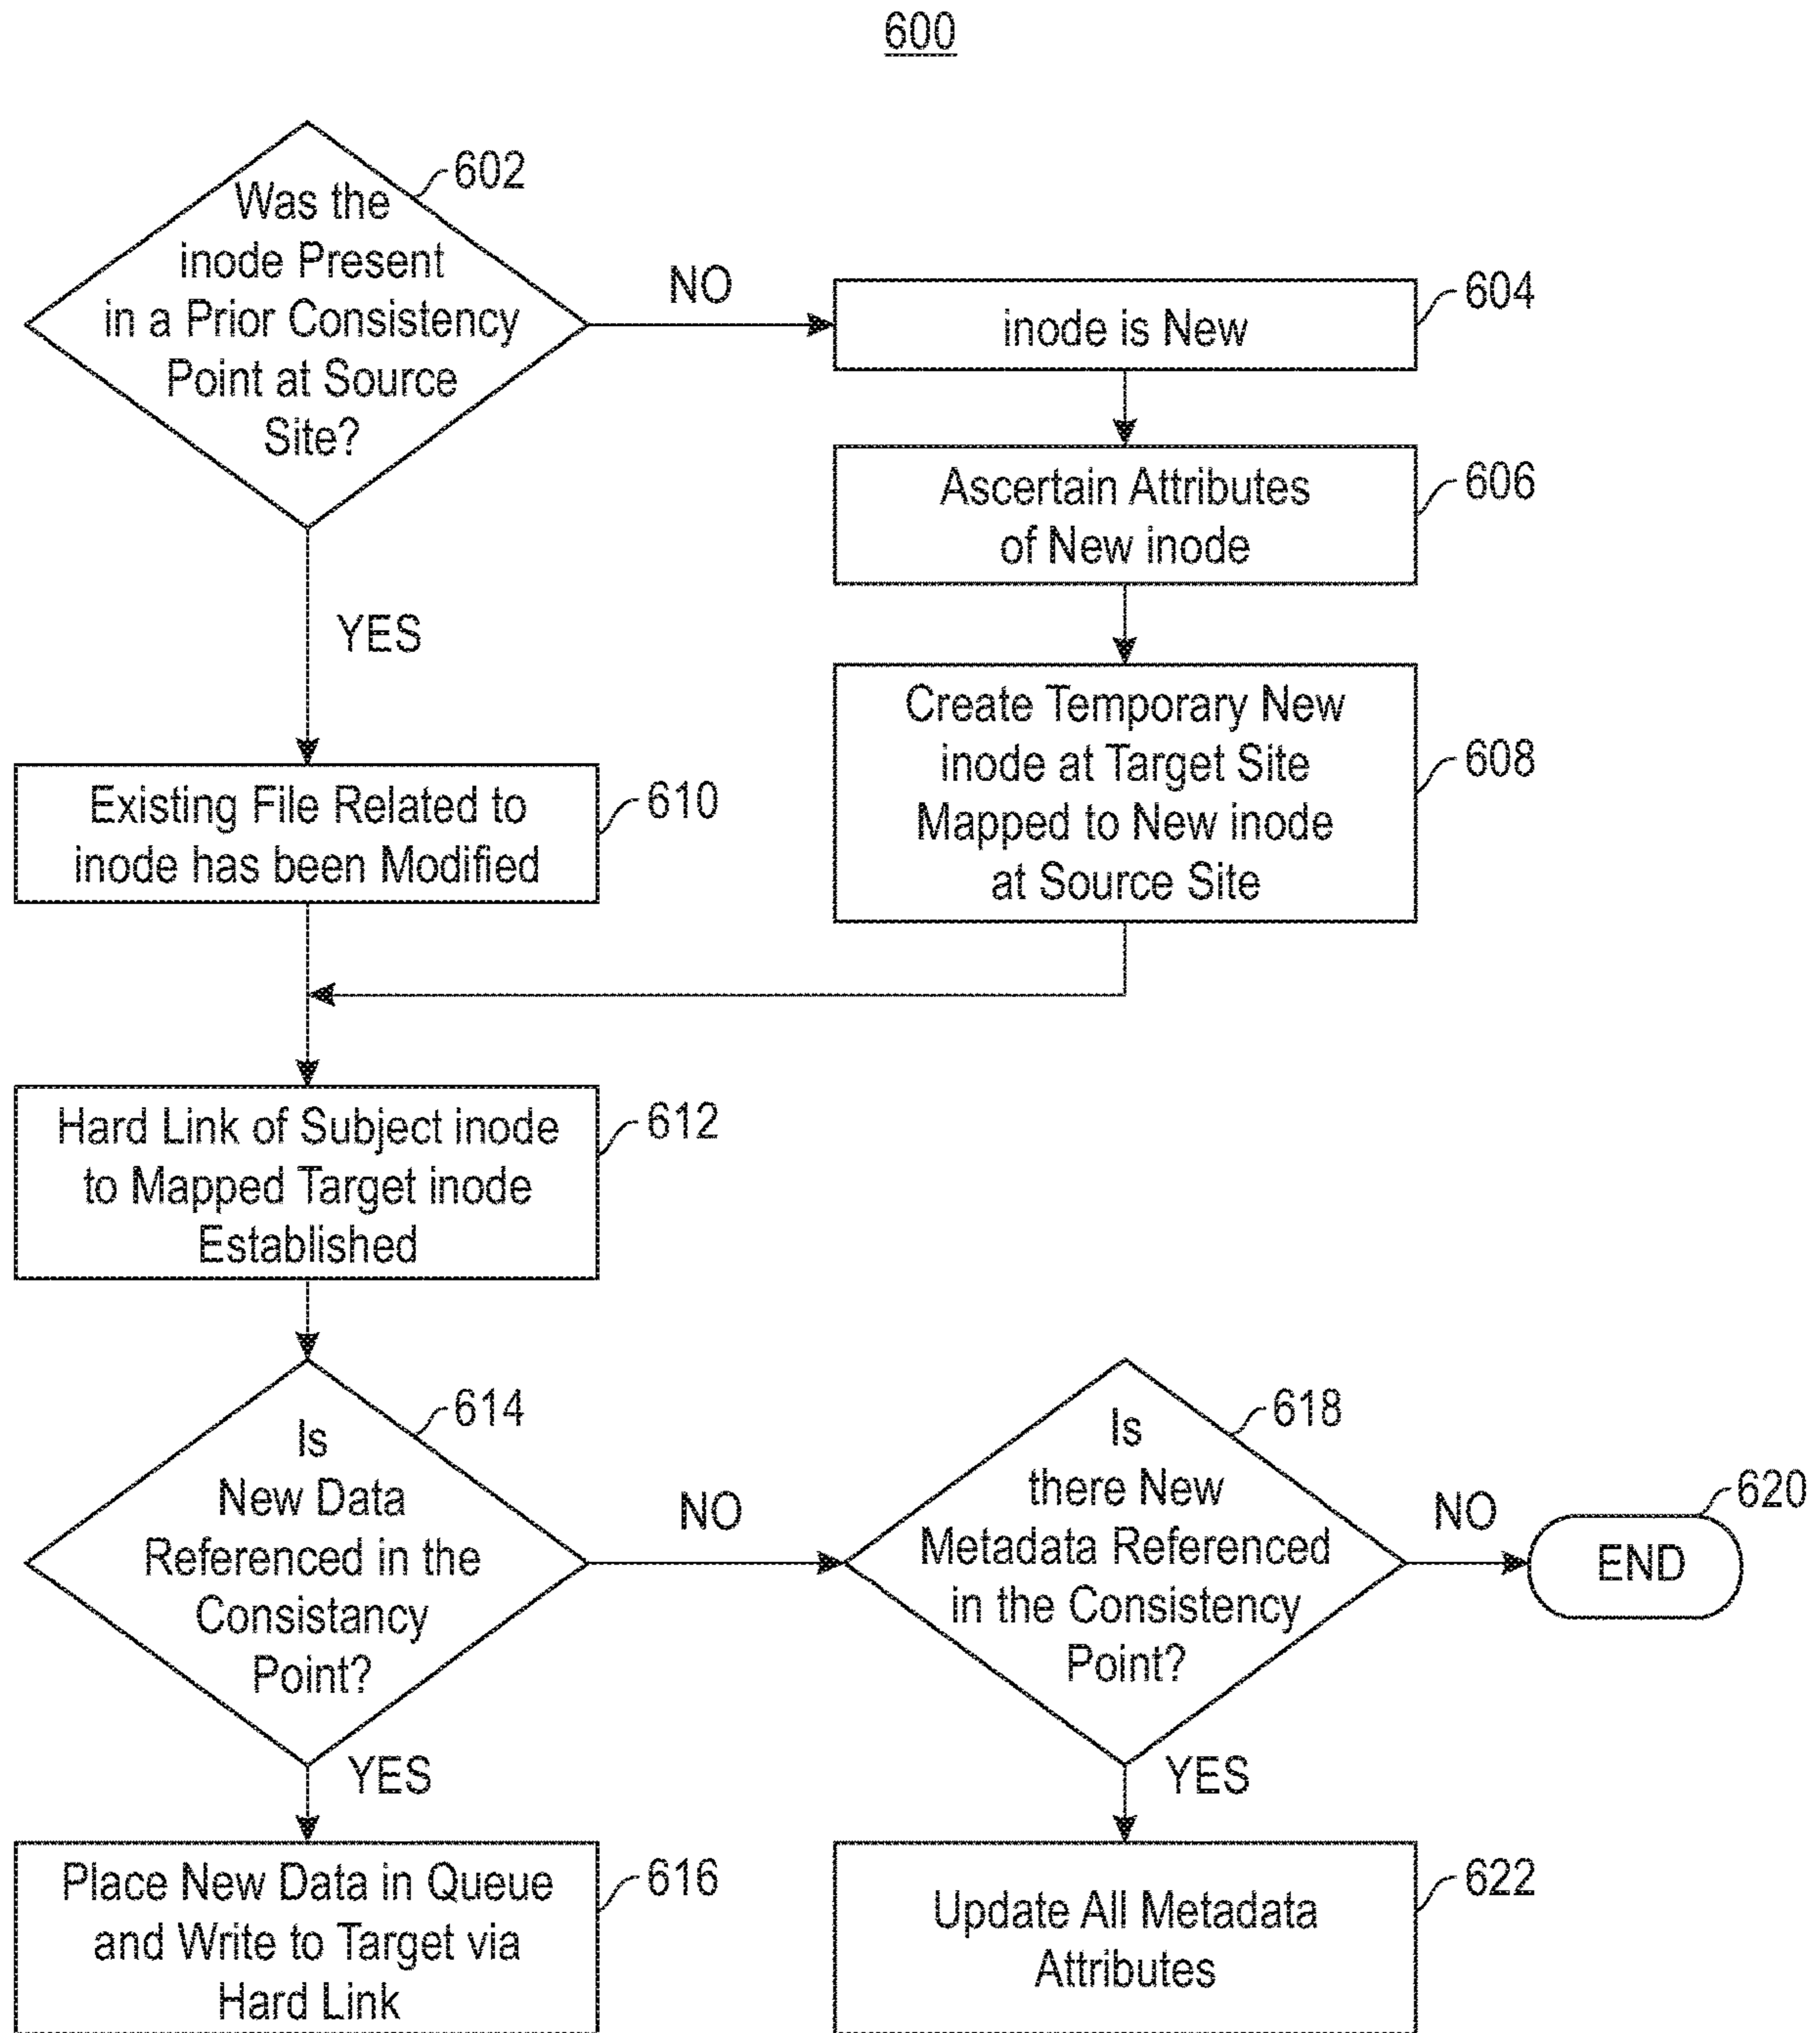 600
602
Was the
inode Present
in a Prior Consistency
Point at Source
Site?
NO
604
inode is New
606
Ascertain Attributes
of New inode
YES
Create Temporary New
inode at Target Site
Mapped to New inode
at Source Site
608
Existing File Related to
inode has been Modified
610
Hard Link of Subject inode
to Mapped Target inode
Established
612
614
Is
New Data
Referenced in the
Consistancy
Point?
NO
618
Is
there New
Metadata Referenced
in the Consistency
Point?
NO
620
END
YES
YES
Place New Data in Queue
and Write to Target via
Hard Link
616
Update All Metadata
Attributes
622